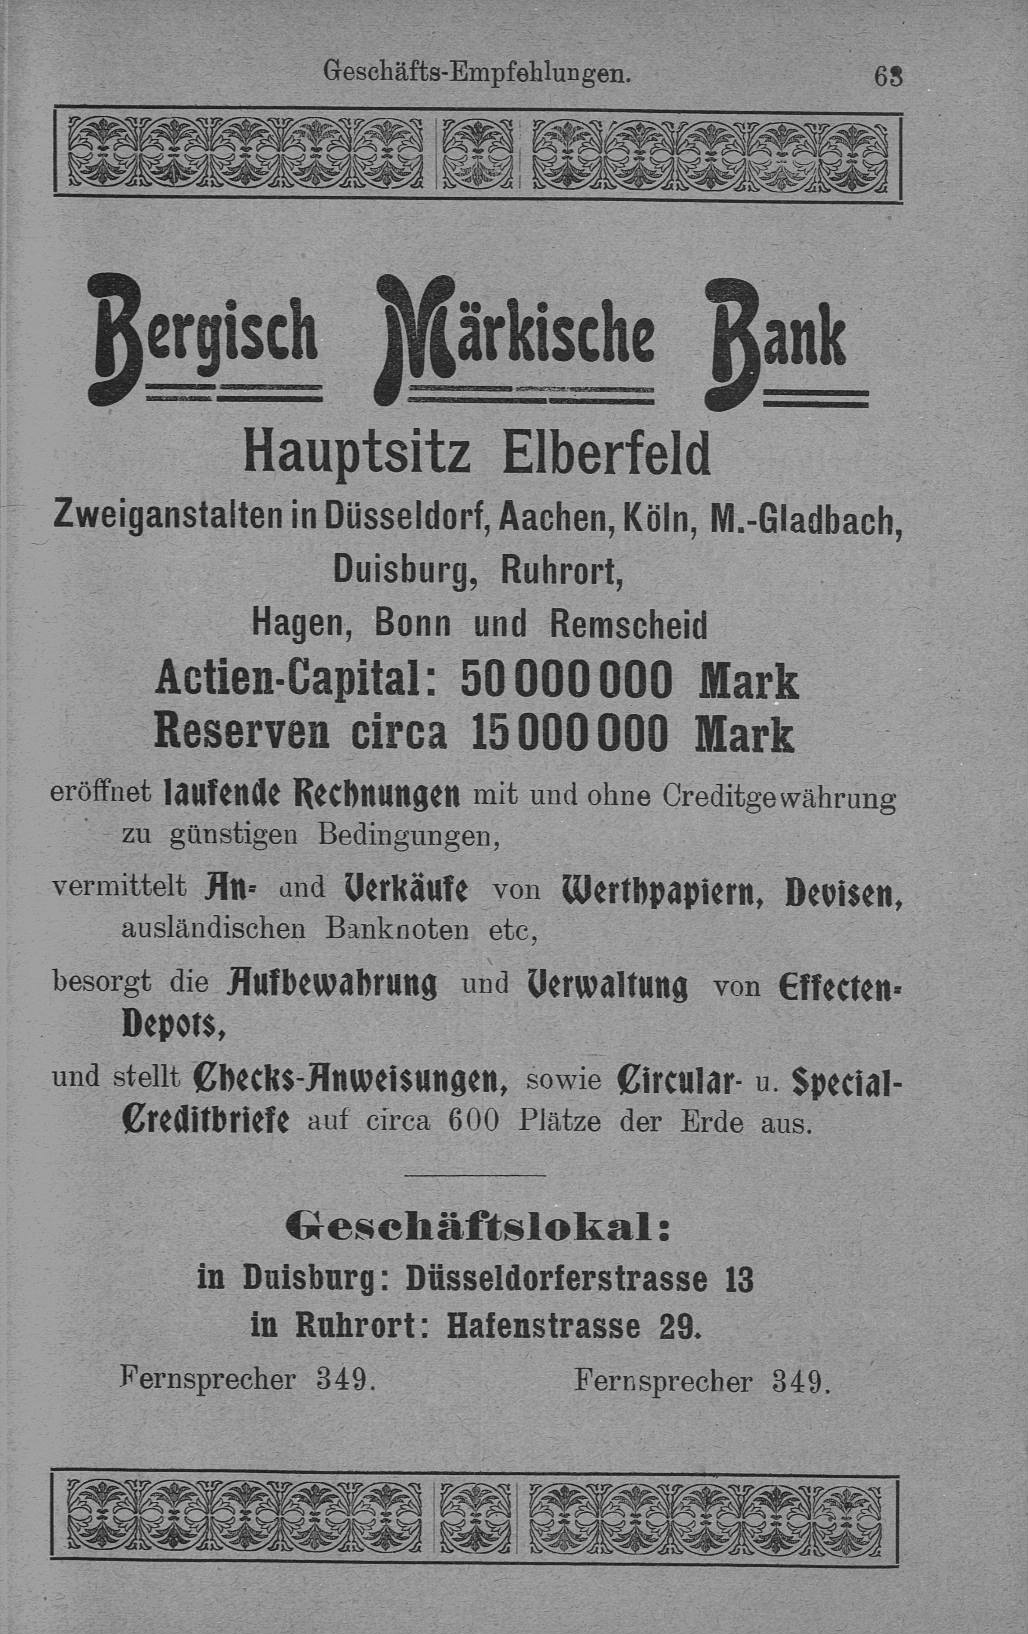 Geschäfts-Empfehlungen. 63
Bergisch Märkische Bank
Hauptsitz Elberfeld
Zweiganstalten in Düsseldorf, Aachen, Köln, M.-Gladbach,
Duisburg, Ruhrort,
Hagen, Bonn und Remscheid
Actien-Capital: 50 000 000 Mark
Reserven circa 15 000 000 Mark
eröffnet laufende Rechnungen mit und ohne Creditgewährung
zu günstigen Bedingungen,
vermittelt An- und Verkäufe von Werthpapiern, Devisen,
ausländischen Banknoten etc,
besorgt die Aufbewahrung und Verwaltung von Effecten-
Depots,
und stellt Checks-Anweisungen, sowie Circular- u. Special-
Creditbriefe auf circa 600 Plätze der Erde aus.
Geschäftslokal:
in Duisburg: Düsseldorferstrasse 13
in Ruhrort: Hafenstrasse 29.
Fernsprecher 349. Fernsprecher 349.